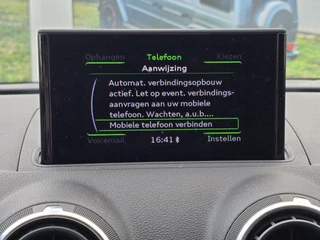 Ophangen Telefoon Kiezen
Aanwijzing
Automat. verbindingsopbouw
actief. Let op event. verbindings-
aanvragen aan uw mobiele
telefoon. Wachten, a.u.b....
Mobiele telefoon verbinden
Voicemail 16:41 Instellen